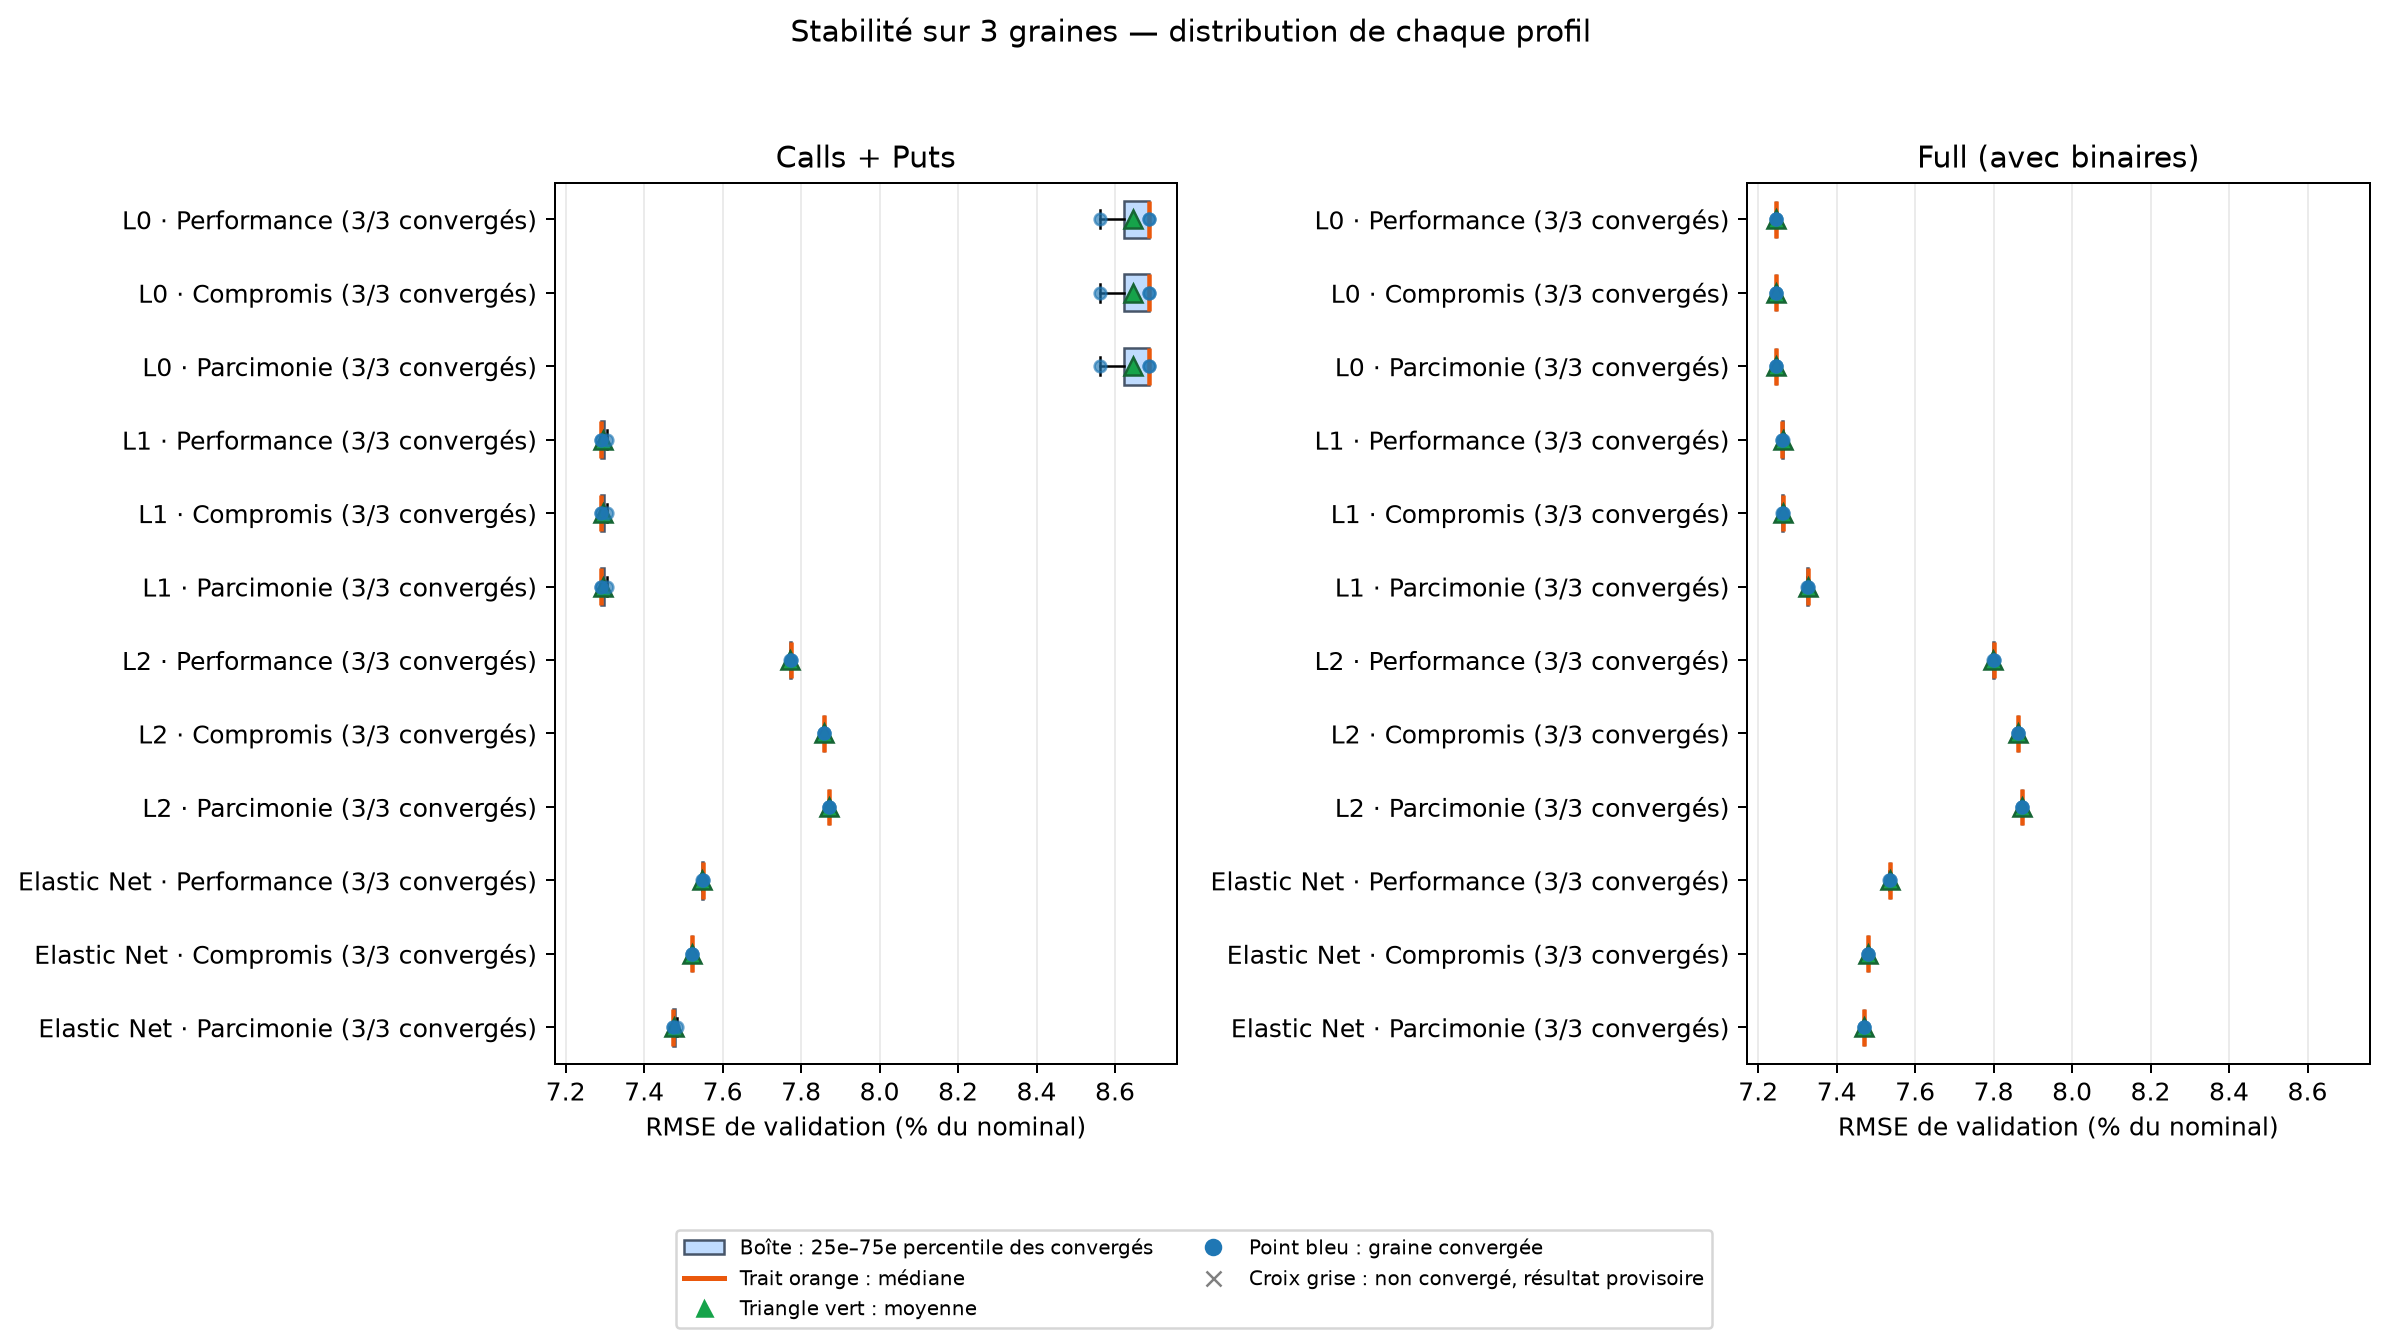 Stabilité sur 3 graines — distribution de chaque profil
Calls + Puts
L0 · Performance (3/3 convergés)
L0 · Compromis (3/3 convergés)
L0 · Parcimonie (3/3 convergés)
L1 · Performance (3/3 convergés)
L1 · Compromis (3/3 convergés)
L1 · Parcimonie (3/3 convergés)
L2 · Performance (3/3 convergés)
L2 · Compromis (3/3 convergés)
L2 · Parcimonie (3/3 convergés)
Elastic Net · Performance (3/3 convergés)
Elastic Net · Compromis (3/3 convergés)
Elastic Net · Parcimonie (3/3 convergés)
7.2 7.4 7.6 7.8 8.0 8.2 8.4 8.6
RMSE de validation (% du nominal)
Full (avec binaires)
L0 · Performance (3/3 convergés)
L0 · Compromis (3/3 convergés)
L0 · Parcimonie (3/3 convergés)
L1 · Performance (3/3 convergés)
L1 · Compromis (3/3 convergés)
L1 · Parcimonie (3/3 convergés)
L2 · Performance (3/3 convergés)
L2 · Compromis (3/3 convergés)
L2 · Parcimonie (3/3 convergés)
Elastic Net · Performance (3/3 convergés)
Elastic Net · Compromis (3/3 convergés)
Elastic Net · Parcimonie (3/3 convergés)
7.2 7.4 7.6 7.8 8.0 8.2 8.4 8.6
RMSE de validation (% du nominal)
Boîte : 25e–75e percentile des convergés
Trait orange : médiane
Triangle vert : moyenne
Point bleu : graine convergée
Croix grise : non convergé, résultat provisoire